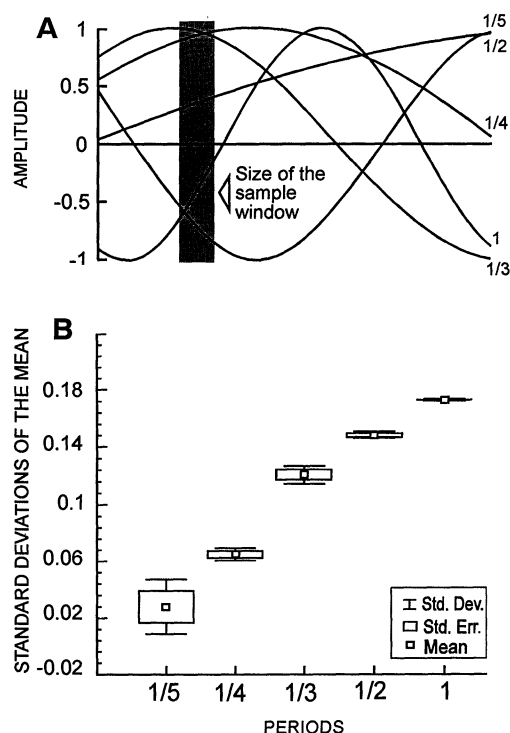 A
AMPLITUDE
1
0.5
0
-0.5
-1
1/5
1/2
1/4
1
1/3
Size of the
sample
window
B
STANDARD DEVIATIONS OF THE MEAN
0.18
0.14
0.1
0.06
0.02
-0.02
Std. Dev.
Std. Err.
Mean
1/5 1/4 1/3 1/2 1
PERIODS